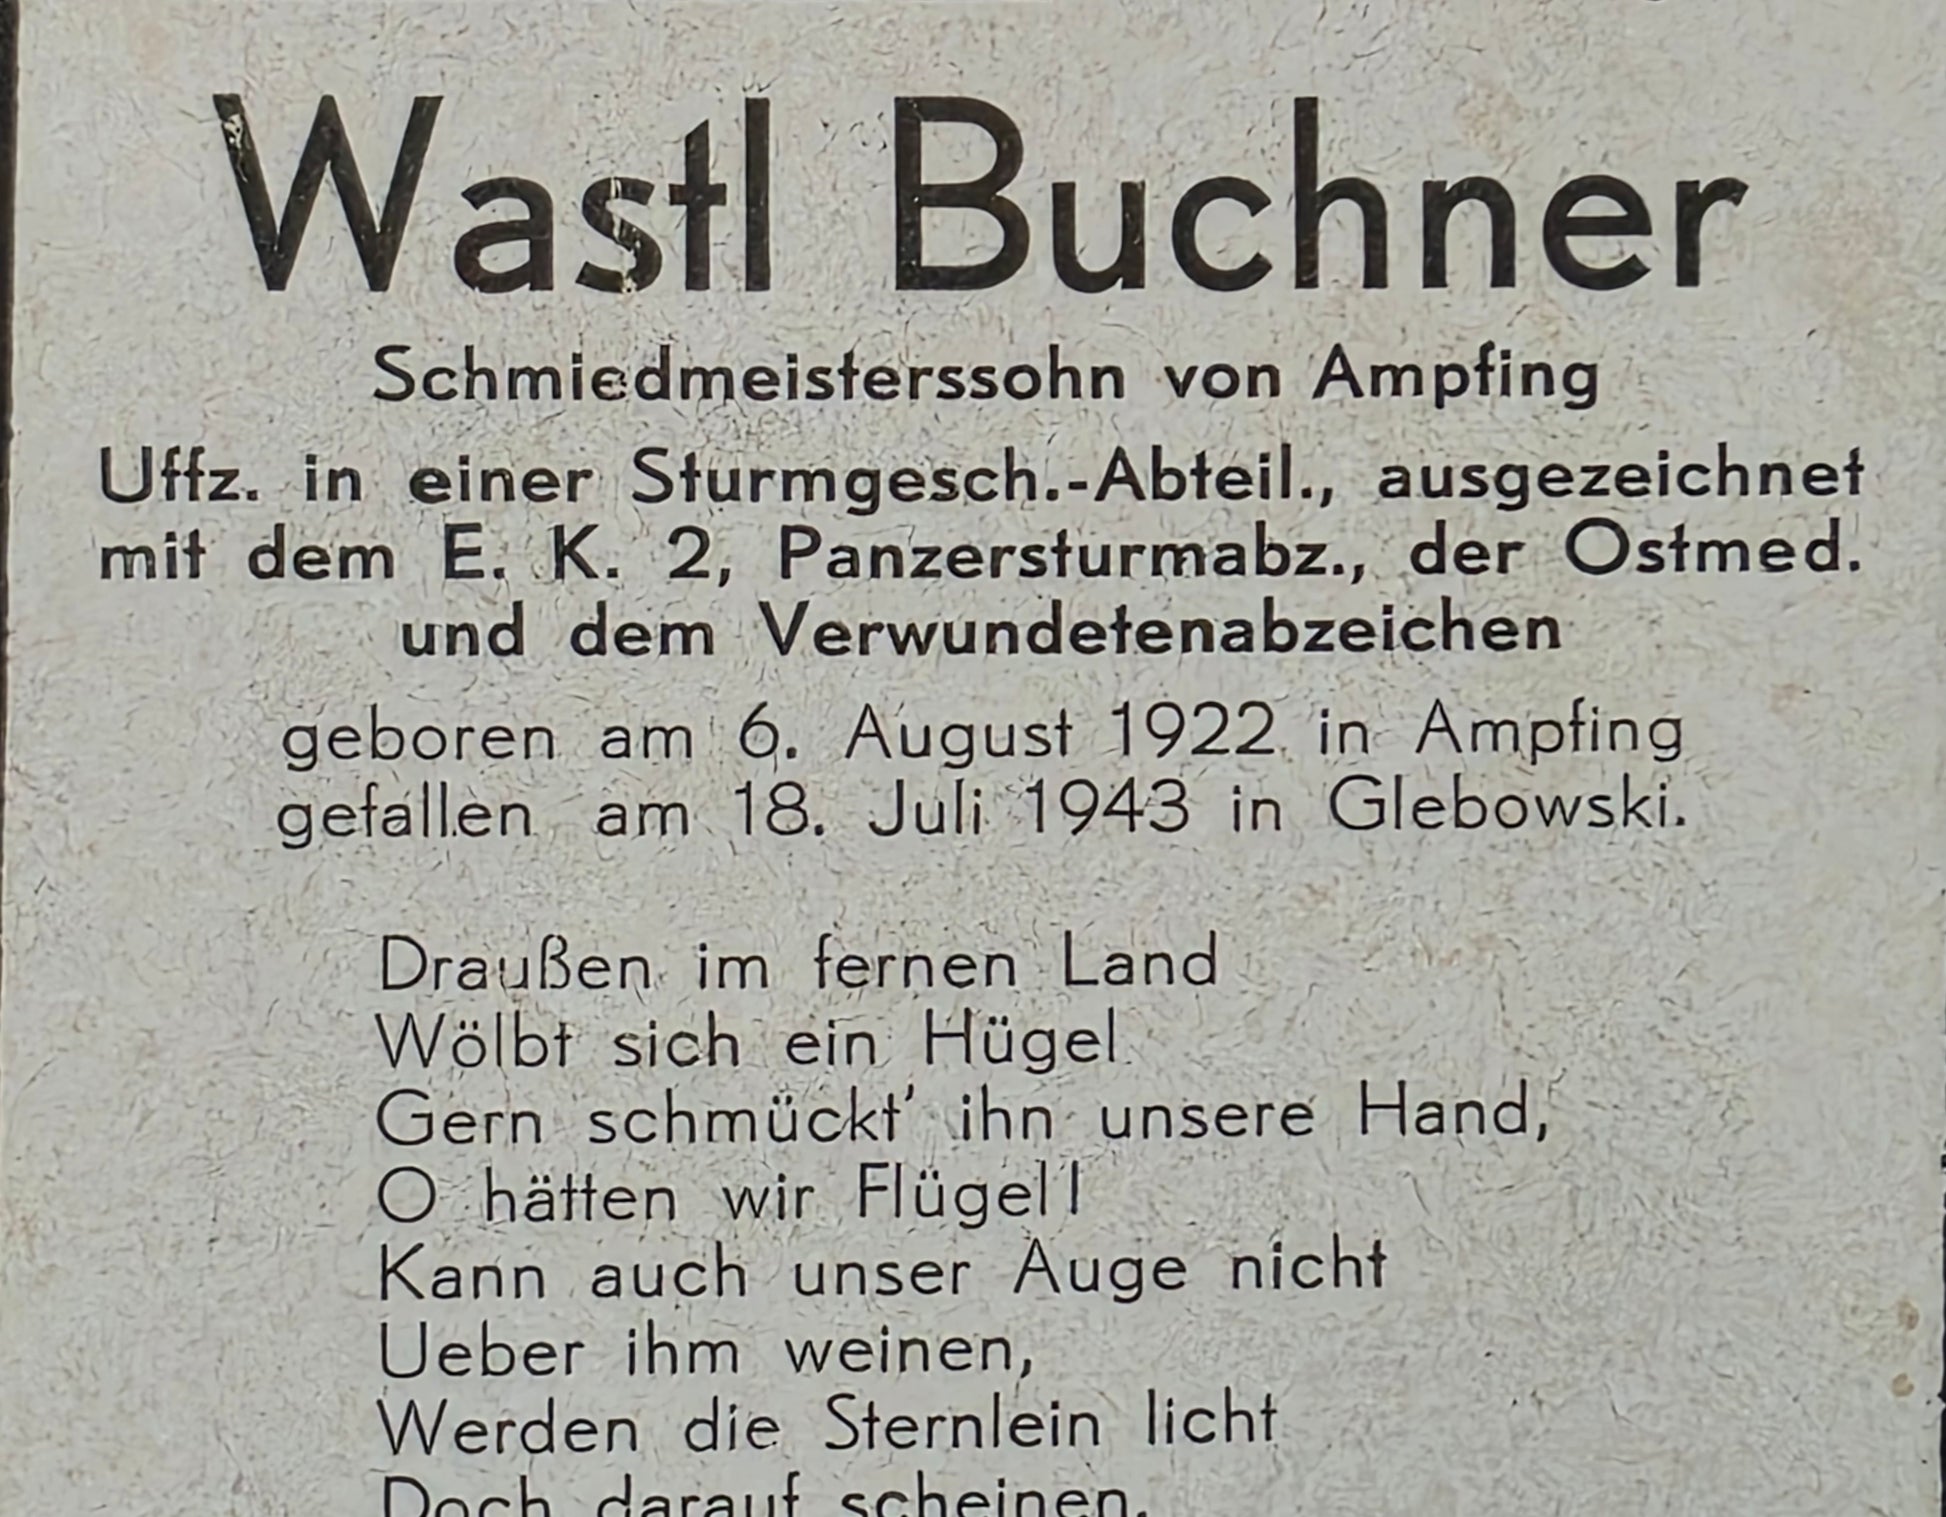 Wastl Buchner
Schmiedmeisterssohn von Ampfing
Uffz. in einer Sturmgesch.-Abteil., ausgezeichnet
mit dem E. K. 2, Panzersturmabz., der Ostmed.
und dem Verwundetenabzeichen
geboren am 6. August 1922 in Ampfing
gefallen am 18. Juli 1943 in Glebowski.
Draußen im fernen Land
Wölbt sich ein Hügel
Gern schmückt' ihn unsere Hand,
O hätten wir Flügel!
Kann auch unser Auge nicht
Ueber ihm weinen,
Werden die Sternlein licht
Doch darauf scheinen.